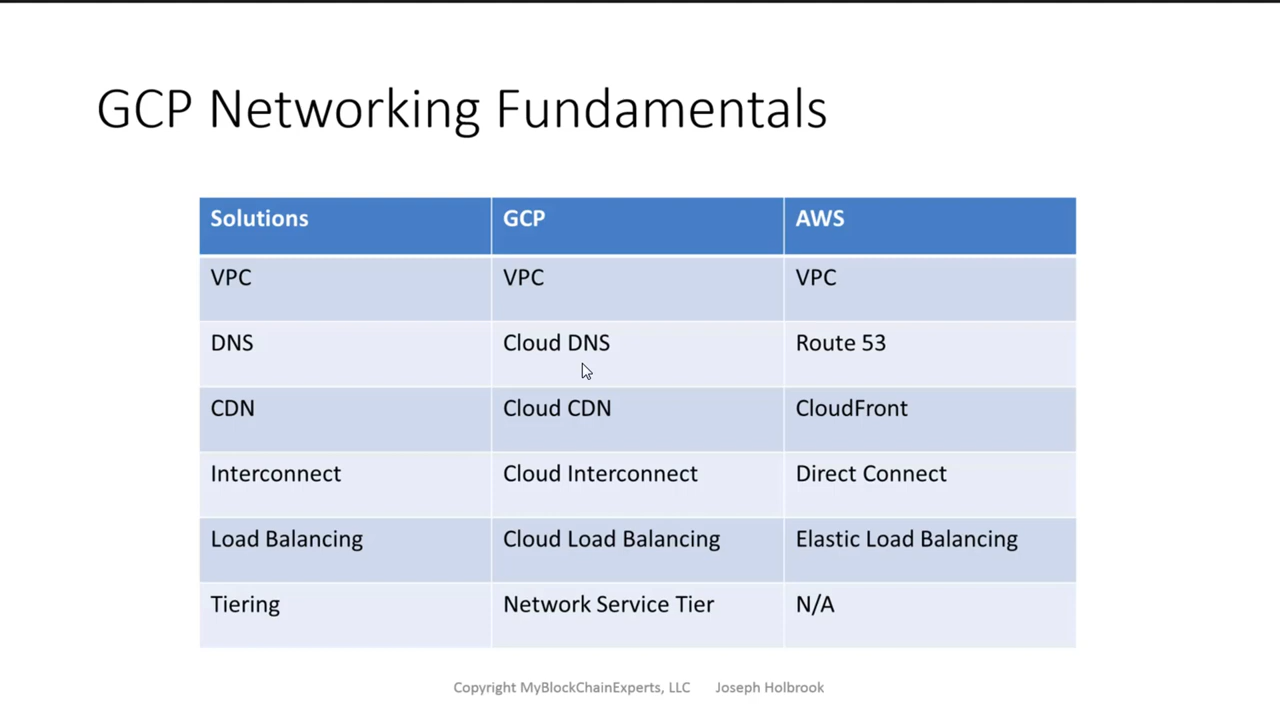 GCP Networking Fundamentals
Solutions GCP AWS
VPC VPC VPC
DNS Cloud DNS Route 53
CDN Cloud CDN CloudFront
Interconnect Cloud Interconnect Direct Connect
Load Balancing Cloud Load Balancing Elastic Load Balancing
Tiering Network Service Tier N/A
Copyright MyBlockChainExperts, LLC Joseph Holbrook